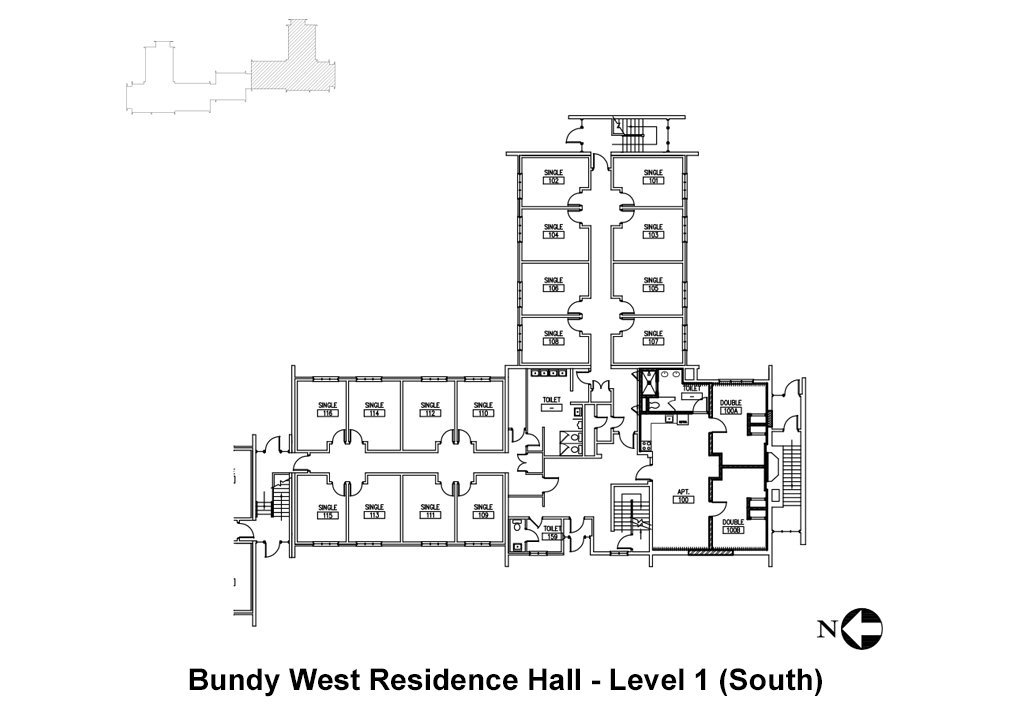 SINGLE
102
SINGLE
101
SINGLE
104
SINGLE
103
SINGLE
106
SINGLE
105
SINGLE
108
SINGLE
107
TOILET
TOILET
SINGLE
116
SINGLE
114
SINGLE
112
SINGLE
110
DOUBLE
100A
APT.
100
SINGLE
115
SINGLE
113
SINGLE
111
SINGLE
109
TOILET
159
DOUBLE
100B
N
Bundy West Residence Hall - Level 1 (South)